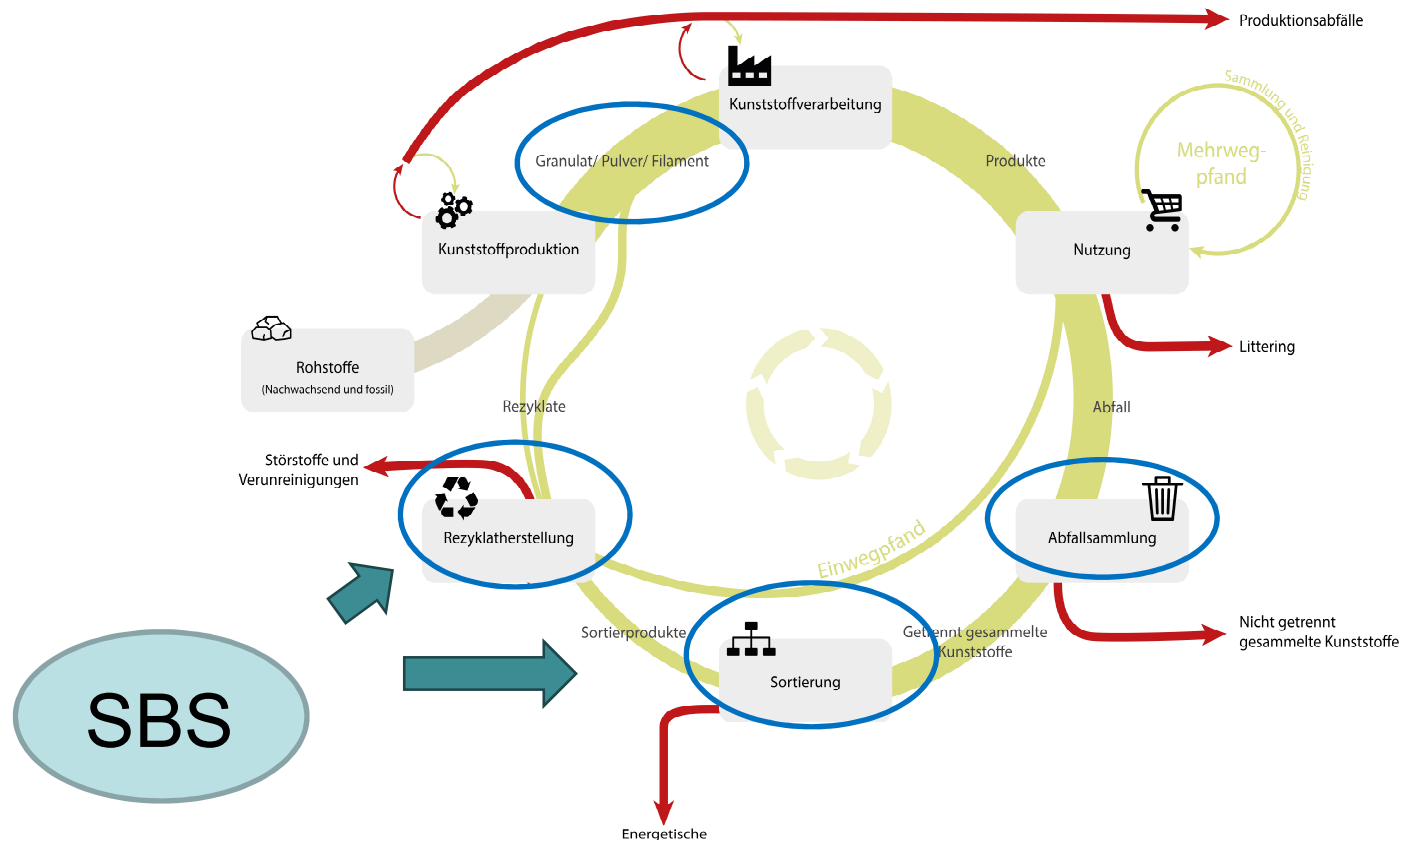 Produktionsabfälle
Kunststoffverarbeitung
Sammlung und Reinigung
Mehrweg-
pfand
Granulat/ Pulver/ Filament
Produkte
Kunststoffproduktion
Nutzung
Rohstoffe
(Nachwachsend und fossil)
Littering
Rezyklate
Abfall
Störstoffe und
Verunreinigungen
Rezyklatherstellung
Abfallsammlung
Einwegpfand
Sortierprodukte
Getrennt gesammelte
Kunststoffe
Nicht getrennt
gesammelte Kunststoffe
Sortierung
SBS
Energetische